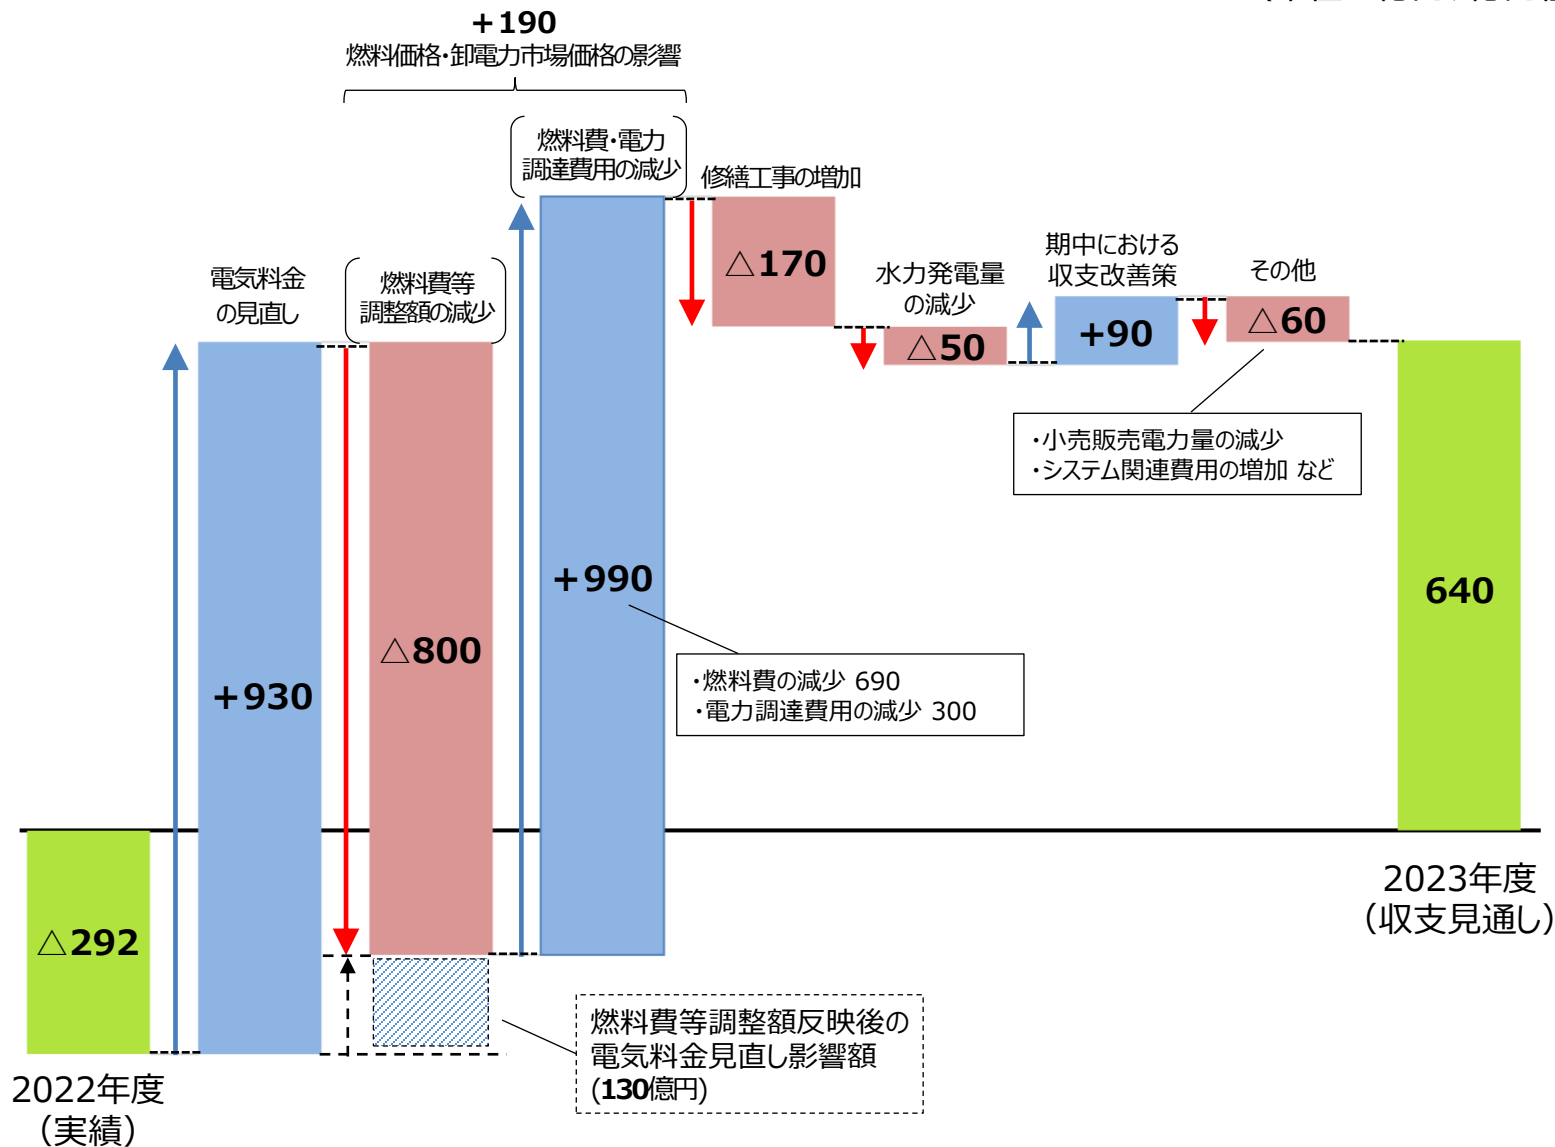 +190
燃料価格・卸電力市場価格の影響
燃料費・電力
調達費用の減少
修繕工事の増加
電気料金
の見直し
燃料費等
調整額の減少
水力発電量
の減少
期中における
収支改善策
その他
△170
△50
+90
△60
・小売販売電力量の減少
・システム関連費用の増加 など
+990
640
△800
+930
・燃料費の減少 690
・電力調達費用の減少 300
△292
2023年度
(収支見通し)
燃料費等調整額反映後の
電気料金見直し影響額
(130億円)
2022年度
(実績)